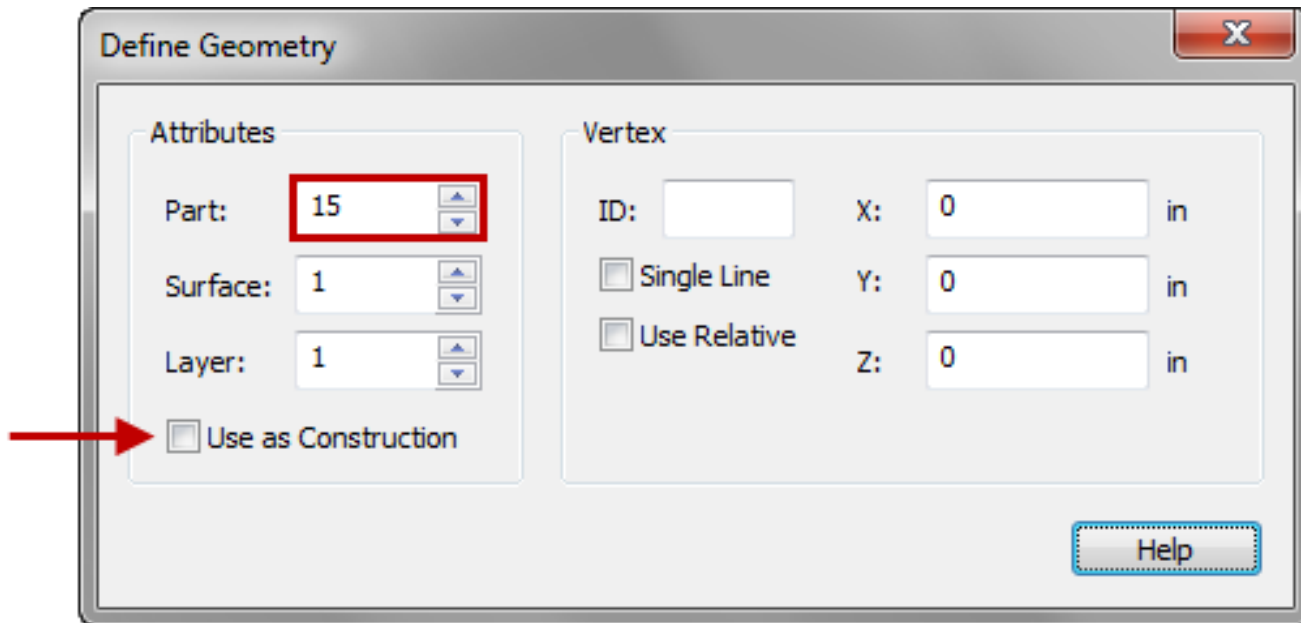 Define Geometry
X
Attributes
Part: 15
Surface: 1
Layer: 1
Use as Construction
Vertex
ID: X: 0 in
Single Line Y: 0 in
Use Relative Z: 0 in
Help